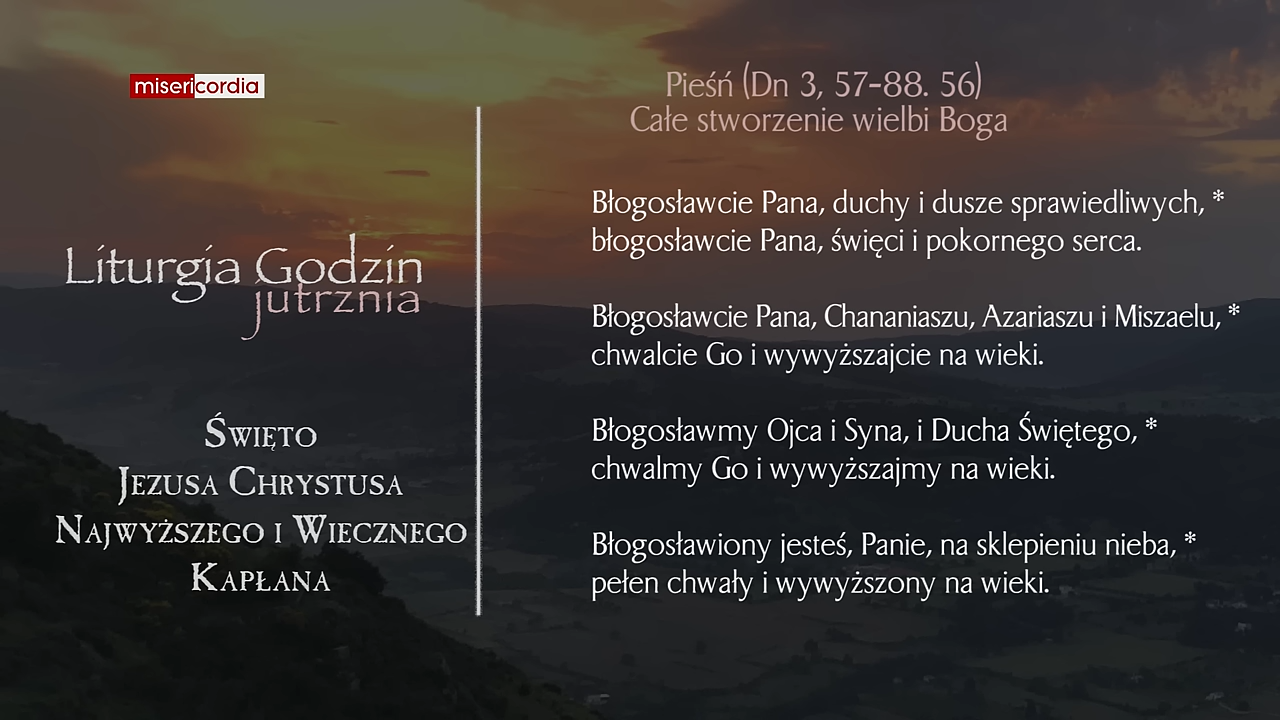 misericordia
Liturgia Godzin
jutrznia
Święto
Jezusa Chrystusa
Najwyższego i Wiecznego
Kapłana
Pieśń (Dn 3, 57-88. 56)
Całe stworzenie wielbi Boga
Błogosławcie Pana, duchy i dusze sprawiedliwych, *
błogosławcie Pana, święci i pokornego serca.
Błogosławcie Pana, Chananiaszu, Azariaszu i Miszaelu, *
chwalcie Go i wywyższajcie na wieki.
Błogosławmy Ojca i Syna, i Ducha Świętego, *
chwalmy Go i wywyższajmy na wieki.
Błogosławiony jesteś, Panie, na sklepieniu nieba, *
pełen chwały i wywyższony na wieki.